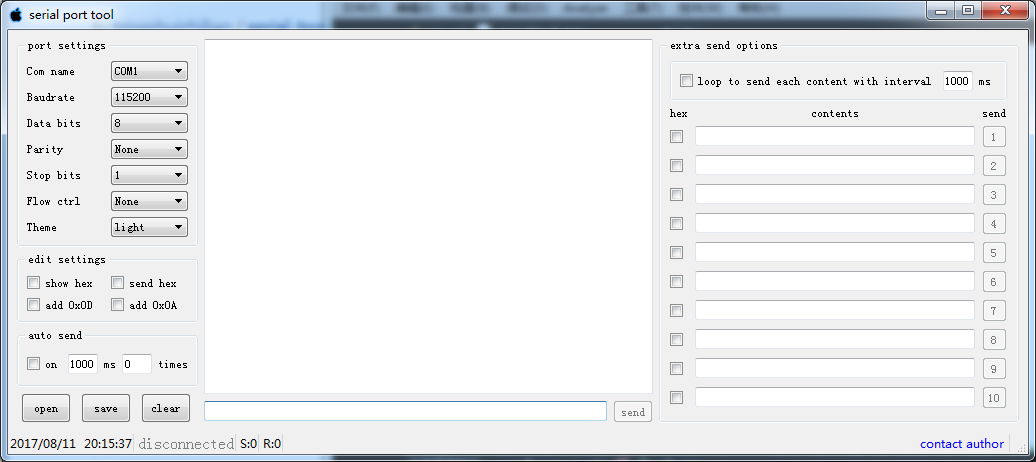 serial port tool
port settings
Com name COM1
Baudrate 115200
Data bits 8
Parity None
Stop bits 1
Flow ctrl None
Theme light
edit settings
show hex send hex
add 0x0D add 0x0A
auto send
on 1000 ms 0 times
open save clear
send
extra send options
loop to send each content with interval 1000 ms
hex contents send
1
2
3
4
5
6
7
8
9
10
2017/08/11 20:15:37 disconnected S:0 R:0
contact author